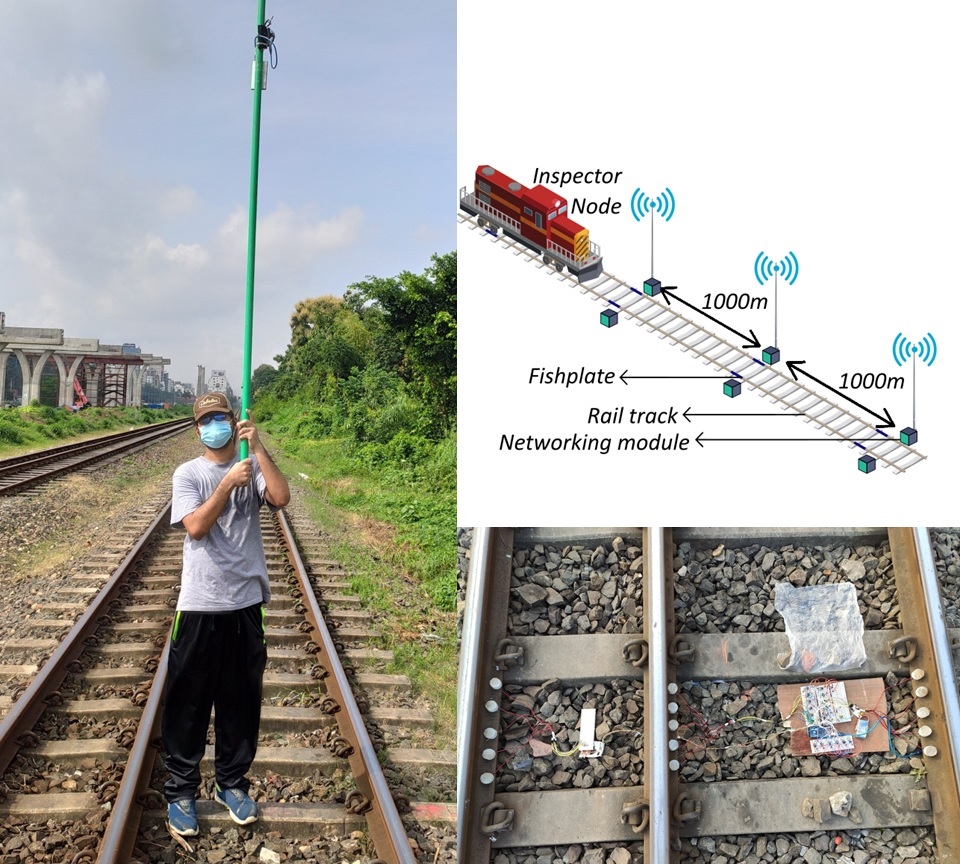 Inspector
Node
1000m
1000m
Fishplate
Rail track
Networking module